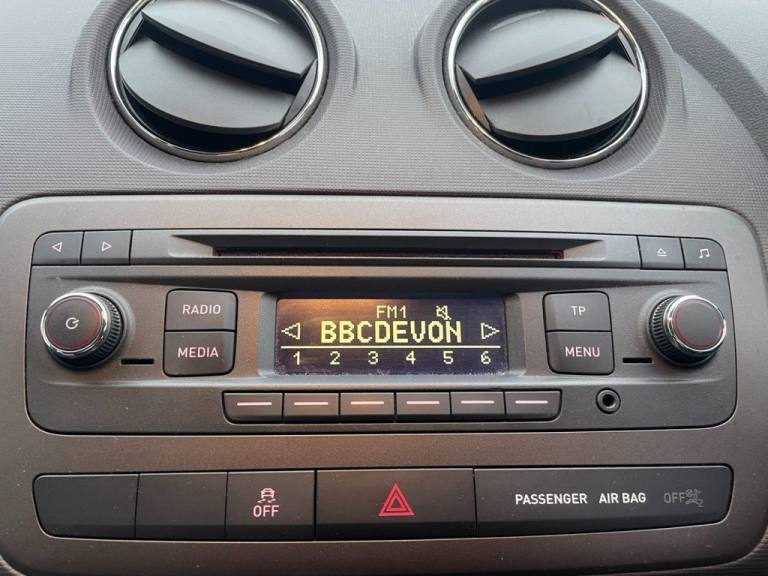 FM1
BBCDEVON
1 2 3 4 5 6
RADIO
MEDIA
TP
MENU
OFF
PASSENGER AIR BAG OFF